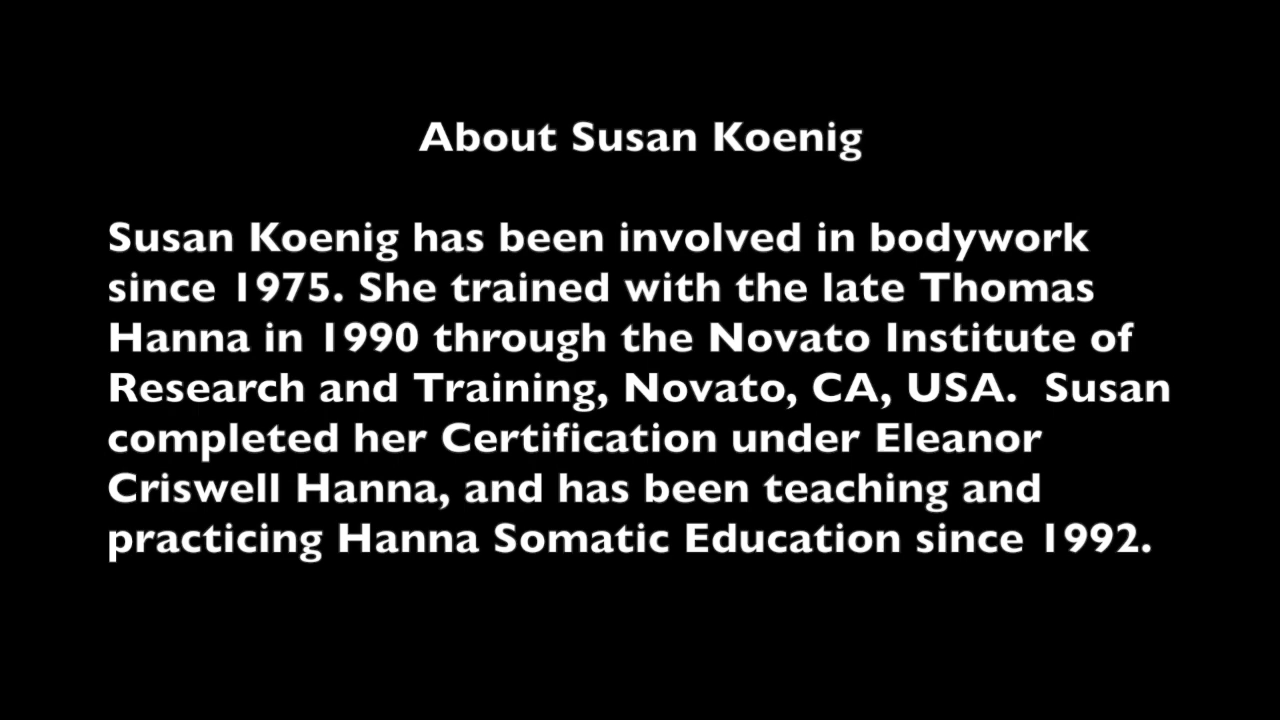 About Susan Koenig
Susan Koenig has been involved in bodywork
since 1975. She trained with the late Thomas
Hanna in 1990 through the Novato Institute of
Research and Training, Novato, CA, USA.  Susan
completed her Certification under Eleanor
Criswell Hanna, and has been teaching and
practicing Hanna Somatic Education since 1992.